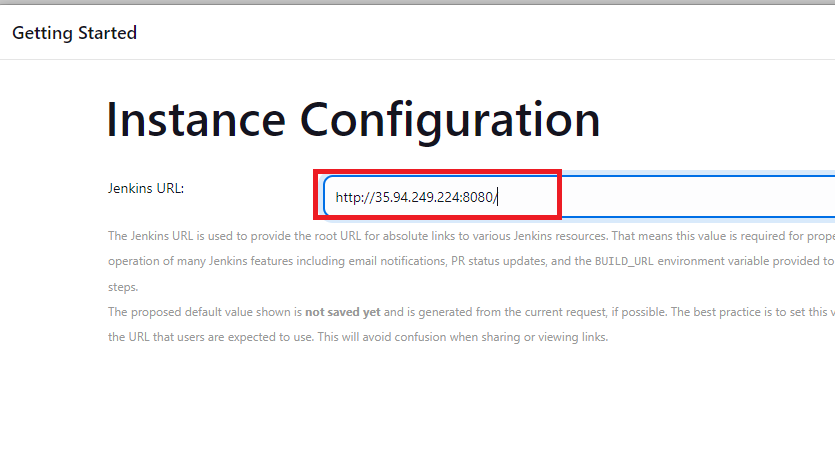 Getting Started
Instance Configuration
Jenkins URL:
http://35.94.249.224:8080/
The Jenkins URL is used to provide the root URL for absolute links to various Jenkins resources. That means this value is required for
operation of many Jenkins features including email notifications, PR status updates, and the BUILD_URL environment variable provided to
steps.
The proposed default value shown is not saved yet and is generated from the current request, if possible. The best practice is to set this
the URL that users are expected to use. This will avoid confusion when sharing or viewing links.